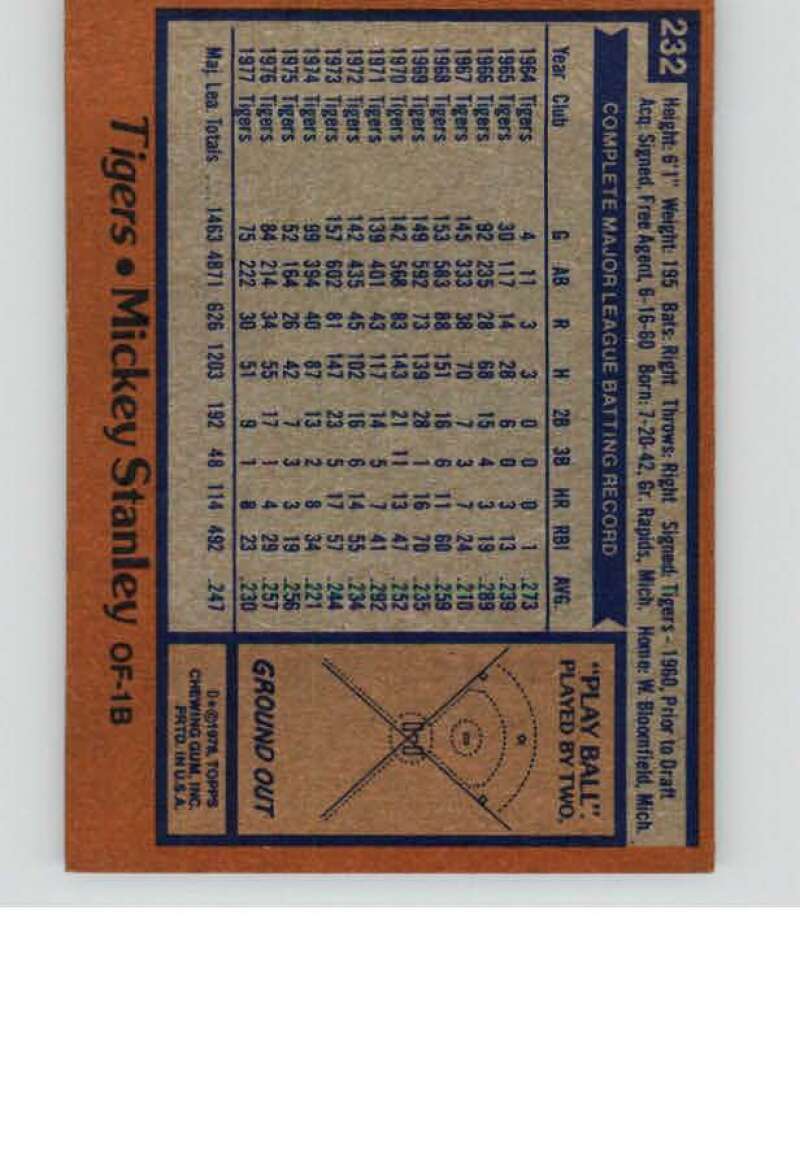 232
Height: 6'1" Weight: 195 Bats: Right Throws: Right Signed: Tigers - 1960, Prior to Draft
Acq: Signed, Free Agent, 6-16-60 Born: 7-20-42, Gr. Rapids, Mich. Home: W. Bloomfield, Mich.
COMPLETE MAJOR LEAGUE BATTING RECORD
Year Club G AB R H 2B 3B HR RBI AVG.
1964 Tigers 4 11 3 3 0 0 0 1 .273
1965 Tigers 30 117 14 28 6 0 3 13 .239
1966 Tigers 92 235 28 68 15 4 3 19 .289
1967 Tigers 145 333 38 70 7 3 7 24 .210
1968 Tigers 153 583 88 151 16 6 11 60 .259
1969 Tigers 149 592 73 139 28 1 16 70 .235
1970 Tigers 142 568 83 143 21 11 13 47 .252
1971 Tigers 139 401 43 117 14 5 7 41 .292
1972 Tigers 142 435 45 102 16 6 14 55 .234
1973 Tigers 157 602 81 147 23 5 17 57 .244
1974 Tigers 99 394 40 87 13 2 8 34 .221
1975 Tigers 52 164 26 42 7 3 3 19 .256
1976 Tigers 84 214 34 55 17 1 4 29 .257
1977 Tigers 75 222 30 51 9 1 8 23 .230
Maj. Lea. Totals .... 1463 4871 626 1203 192 48 114 492 .247
"PLAY BALL".
PLAYED BY TWO.
GROUND OUT
D★©1978, TOPPS
CHEWING GUM, INC.
PRTD. IN U.S.A.
Tigers • Mickey Stanley OF-1B